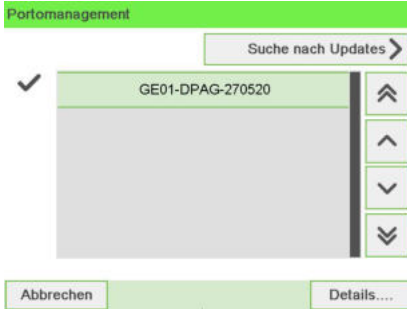 Portomanagement
Suche nach Updates
GE01-DPAG-270520
Abbrechen
Details....